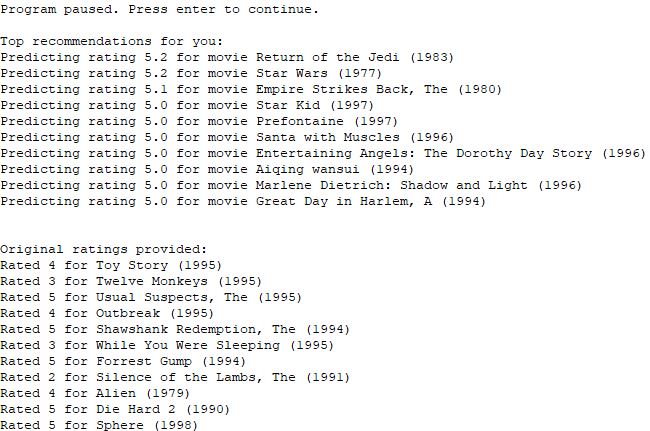 Program paused. Press enter to continue.
Top recommendations for you:
Predicting rating 5.2 for movie Return of the Jedi (1983)
Predicting rating 5.2 for movie Star Wars (1977)
Predicting rating 5.1 for movie Empire Strikes Back, The (1980)
Predicting rating 5.0 for movie Star Kid (1997)
Predicting rating 5.0 for movie Prefontaine (1997)
Predicting rating 5.0 for movie Santa with Muscles (1996)
Predicting rating 5.0 for movie Entertaining Angels: The Dorothy Day Story (1996)
Predicting rating 5.0 for movie Aiqing wansui (1994)
Predicting rating 5.0 for movie Marlene Dietrich: Shadow and Light (1996)
Predicting rating 5.0 for movie Great Day in Harlem, A (1994)
Original ratings provided:
Rated 4 for Toy Story (1995)
Rated 3 for Twelve Monkeys (1995)
Rated 5 for Usual Suspects, The (1995)
Rated 4 for Outbreak (1995)
Rated 5 for Shawshank Redemption, The (1994)
Rated 3 for While You Were Sleeping (1995)
Rated 5 for Forrest Gump (1994)
Rated 2 for Silence of the Lambs, The (1991)
Rated 4 for Alien (1979)
Rated 5 for Die Hard 2 (1990)
Rated 5 for Sphere (1998)